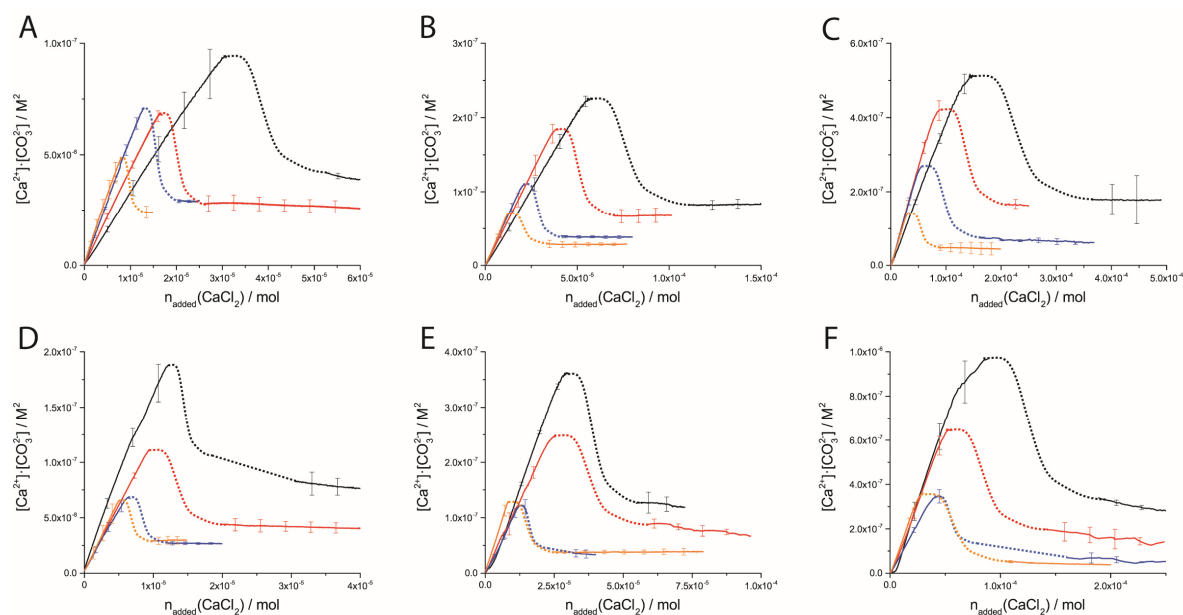 A
1.0x10⁻⁷
5.0x10⁻⁸
0.0
[Ca²⁺]·[CO₃²⁻] / M²
0 1x10⁻⁵ 2x10⁻⁵ 3x10⁻⁵ 4x10⁻⁵ 5x10⁻⁵ 6x10⁻⁵
n_added(CaCl₂) / mol
B
3x10⁻⁷
2x10⁻⁷
1x10⁻⁷
0
[Ca²⁺]·[CO₃²⁻] / M²
0.0 5.0x10⁻⁵ 1.0x10⁻⁴ 1.5x10⁻⁴
n_added(CaCl₂) / mol
C
6.0x10⁻⁷
4.0x10⁻⁷
2.0x10⁻⁷
0.0
[Ca²⁺]·[CO₃²⁻] / M²
0.0 1.0x10⁻⁴ 2.0x10⁻⁴ 3.0x10⁻⁴ 4.0x10⁻⁴ 5.0x10⁻⁴
n_added(CaCl₂) / mol
D
2.0x10⁻⁷
1.5x10⁻⁷
1.0x10⁻⁷
5.0x10⁻⁸
0.0
[Ca²⁺]·[CO₃²⁻] / M²
0 1x10⁻⁵ 2x10⁻⁵ 3x10⁻⁵ 4x10⁻⁵
n_added(CaCl₂) / mol
E
4.0x10⁻⁷
3.0x10⁻⁷
2.0x10⁻⁷
1.0x10⁻⁷
0.0
[Ca²⁺]·[CO₃²⁻] / M²
0.0 2.5x10⁻⁵ 5.0x10⁻⁵ 7.5x10⁻⁵ 1.0x10⁻⁴
n_added(CaCl₂) / mol
F
1.0x10⁻⁶
8.0x10⁻⁷
6.0x10⁻⁷
4.0x10⁻⁷
2.0x10⁻⁷
0.0
[Ca²⁺]·[CO₃²⁻] / M²
0.0 1.0x10⁻⁴ 2.0x10⁻⁴
n_added(CaCl₂) / mol